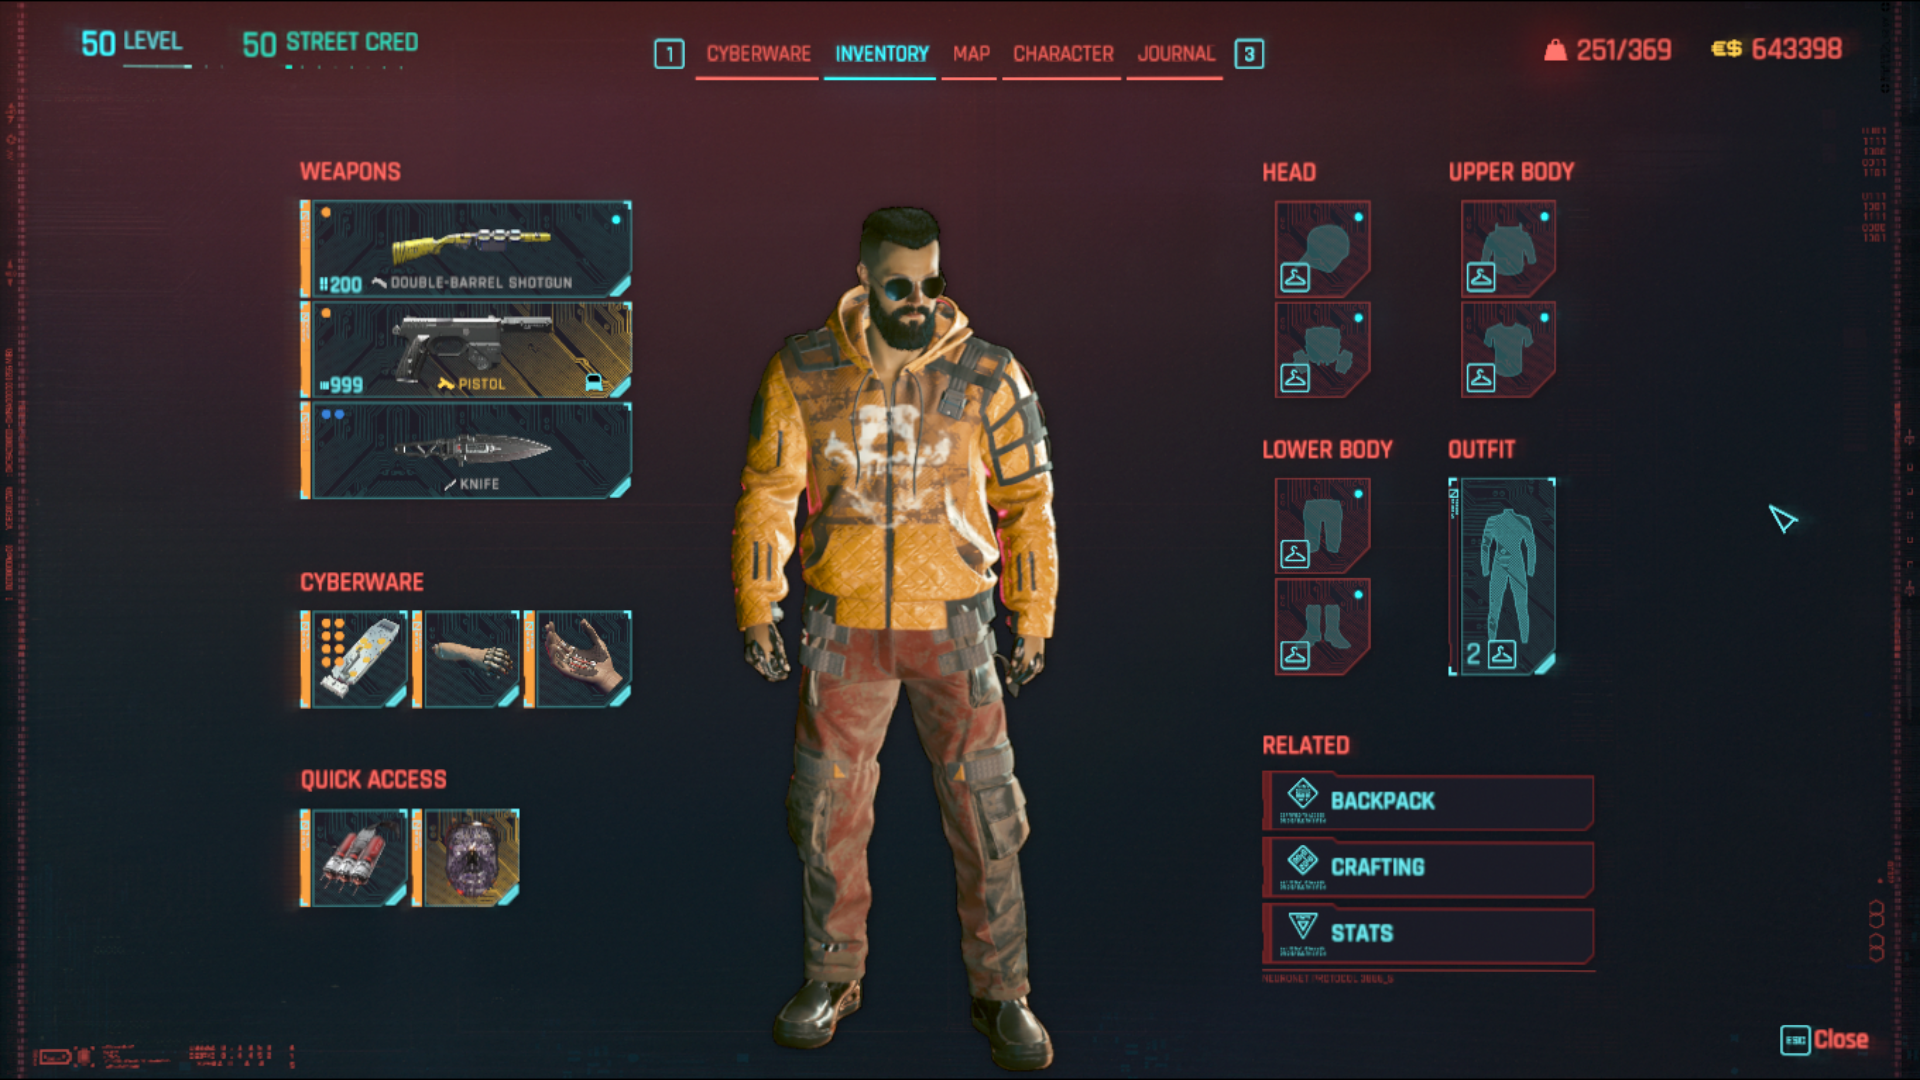 50 LEVEL
50 STREET CRED
1 CYBERWARE INVENTORY MAP CHARACTER JOURNAL 3
251/369
€$ 643398
WEAPONS
200 DOUBLE-BARREL SHOTGUN
999 PISTOL
KNIFE
CYBERWARE
QUICK ACCESS
HEAD
UPPER BODY
LOWER BODY
OUTFIT
2
RELATED
BACKPACK
CRAFTING
STATS
ESC Close